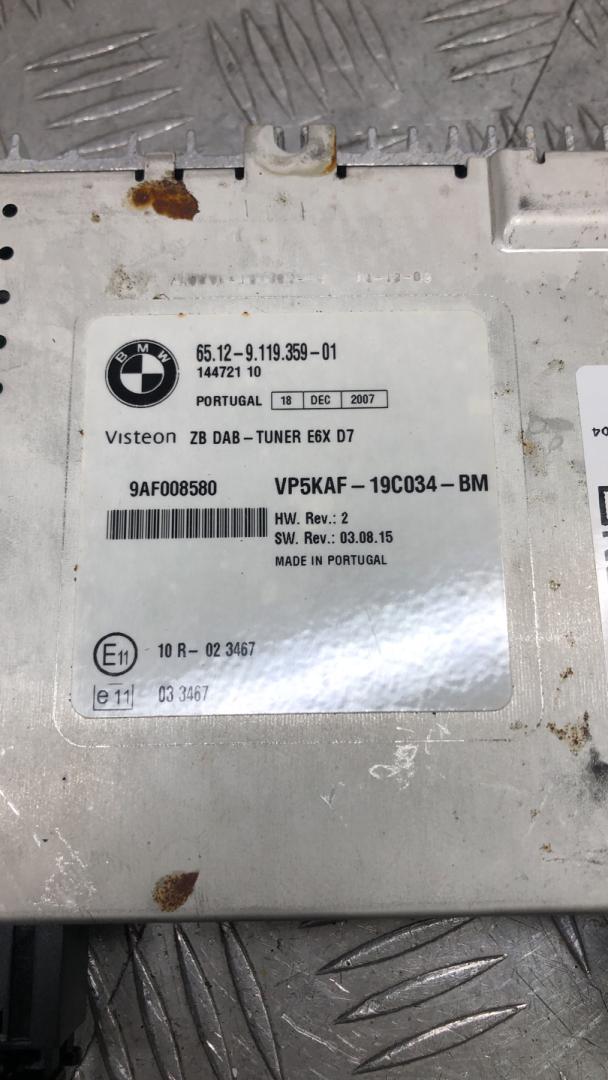 BMW
65.12-9.119.359-01
144721 10
PORTUGAL 18 DEC 2007
Visteon ZB DAB-TUNER E6X D7
9AF008580 VP5KAF-19C034-BM
HW. Rev.: 2
SW. Rev.: 03.08.15
MADE IN PORTUGAL
E11 10 R-02 3467
e 11 03 3467